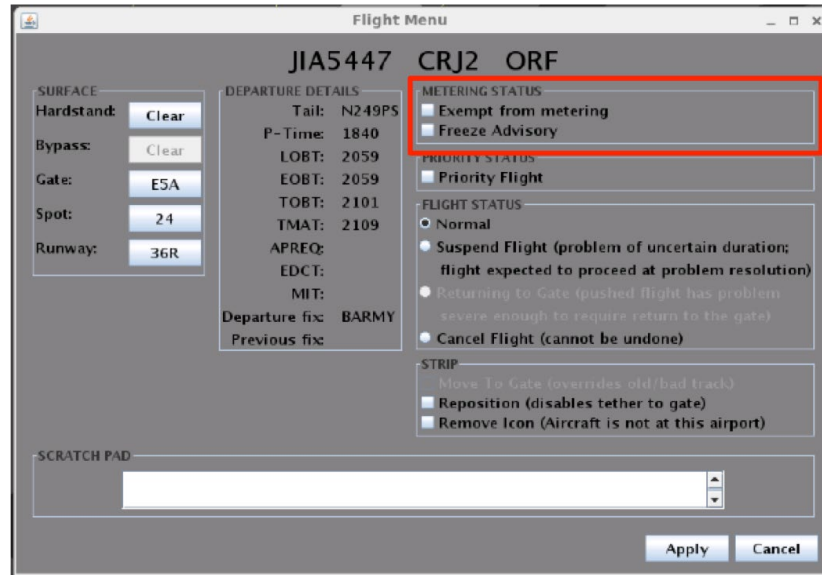 Flight Menu
JIA5447 CRJ2 ORF
SURFACE
Hardstand: Clear
Bypass: Clear
Gate: E5A
Spot: 24
Runway: 36R
DEPARTURE DETAILS
Tail: N249PS
P-Time: 1840
LOBT: 2059
EOBT: 2059
TOBT: 2101
TMAT: 2109
APREQ:
EDCT:
MIT:
Departure fix: BARMY
Previous fix:
METERING STATUS
Exempt from metering
Freeze Advisory
PRIORITY STATUS
Priority Flight
FLIGHT STATUS
Normal
Suspend Flight (problem of uncertain duration;
flight expected to proceed at problem resolution)
Returning to Gate (pushed flight has problem
severe enough to require return to the gate)
Cancel Flight (cannot be undone)
STRIP
Move To Gate (overrides old/bad track)
Reposition (disables tether to gate)
Remove Icon (Aircraft is not at this airport)
SCRATCH PAD
Apply Cancel